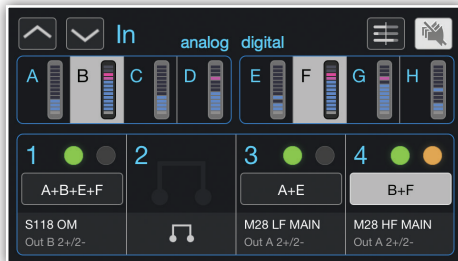 In
analog digital
A B C D E F G H
1 2 3 4
A+B+E+F A+E B+F
S118 OM M28 LF MAIN M28 HF MAIN
Out B 2+/2- Out A 2+/2- Out A 2+/2-